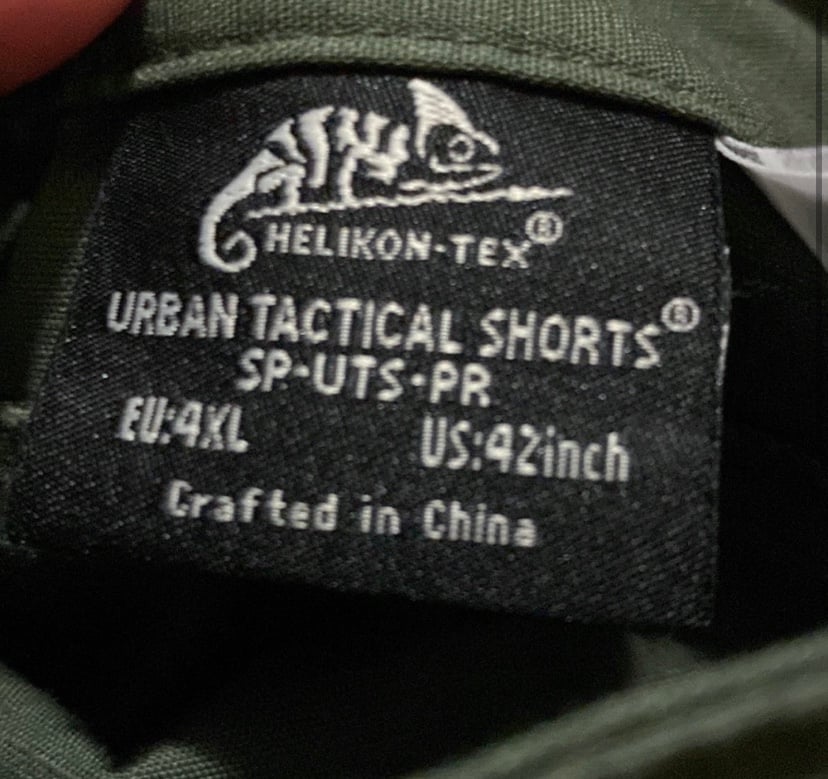 HELIKON-TEX®
URBAN TACTICAL SHORTS®
SP-UTS-PR
EU:4XL US:42inch
Crafted in China